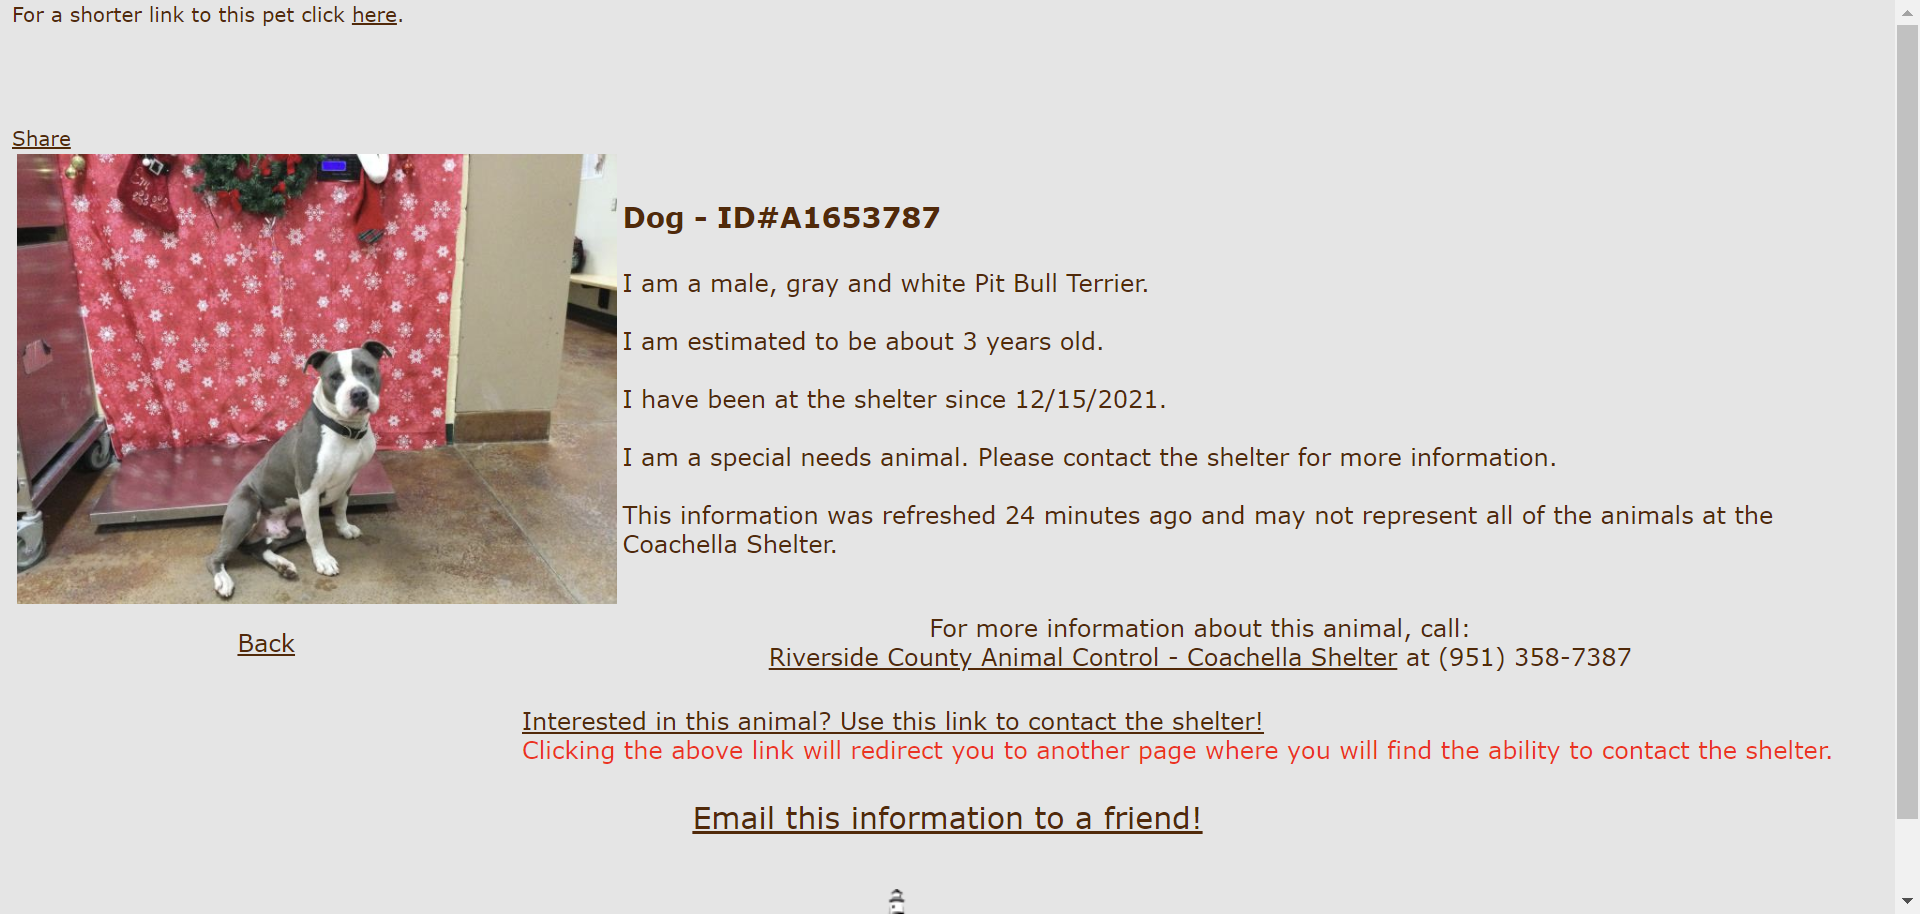 For a shorter link to this pet click here.
Share
Dog - ID#A1653787
I am a male, gray and white Pit Bull Terrier.
I am estimated to be about 3 years old.
I have been at the shelter since 12/15/2021.
I am a special needs animal. Please contact the shelter for more information.
This information was refreshed 24 minutes ago and may not represent all of the animals at the
Coachella Shelter.
Back
For more information about this animal, call:
Riverside County Animal Control - Coachella Shelter at (951) 358-7387
Interested in this animal? Use this link to contact the shelter!
Clicking the above link will redirect you to another page where you will find the ability to contact the shelter.
Email this information to a friend!